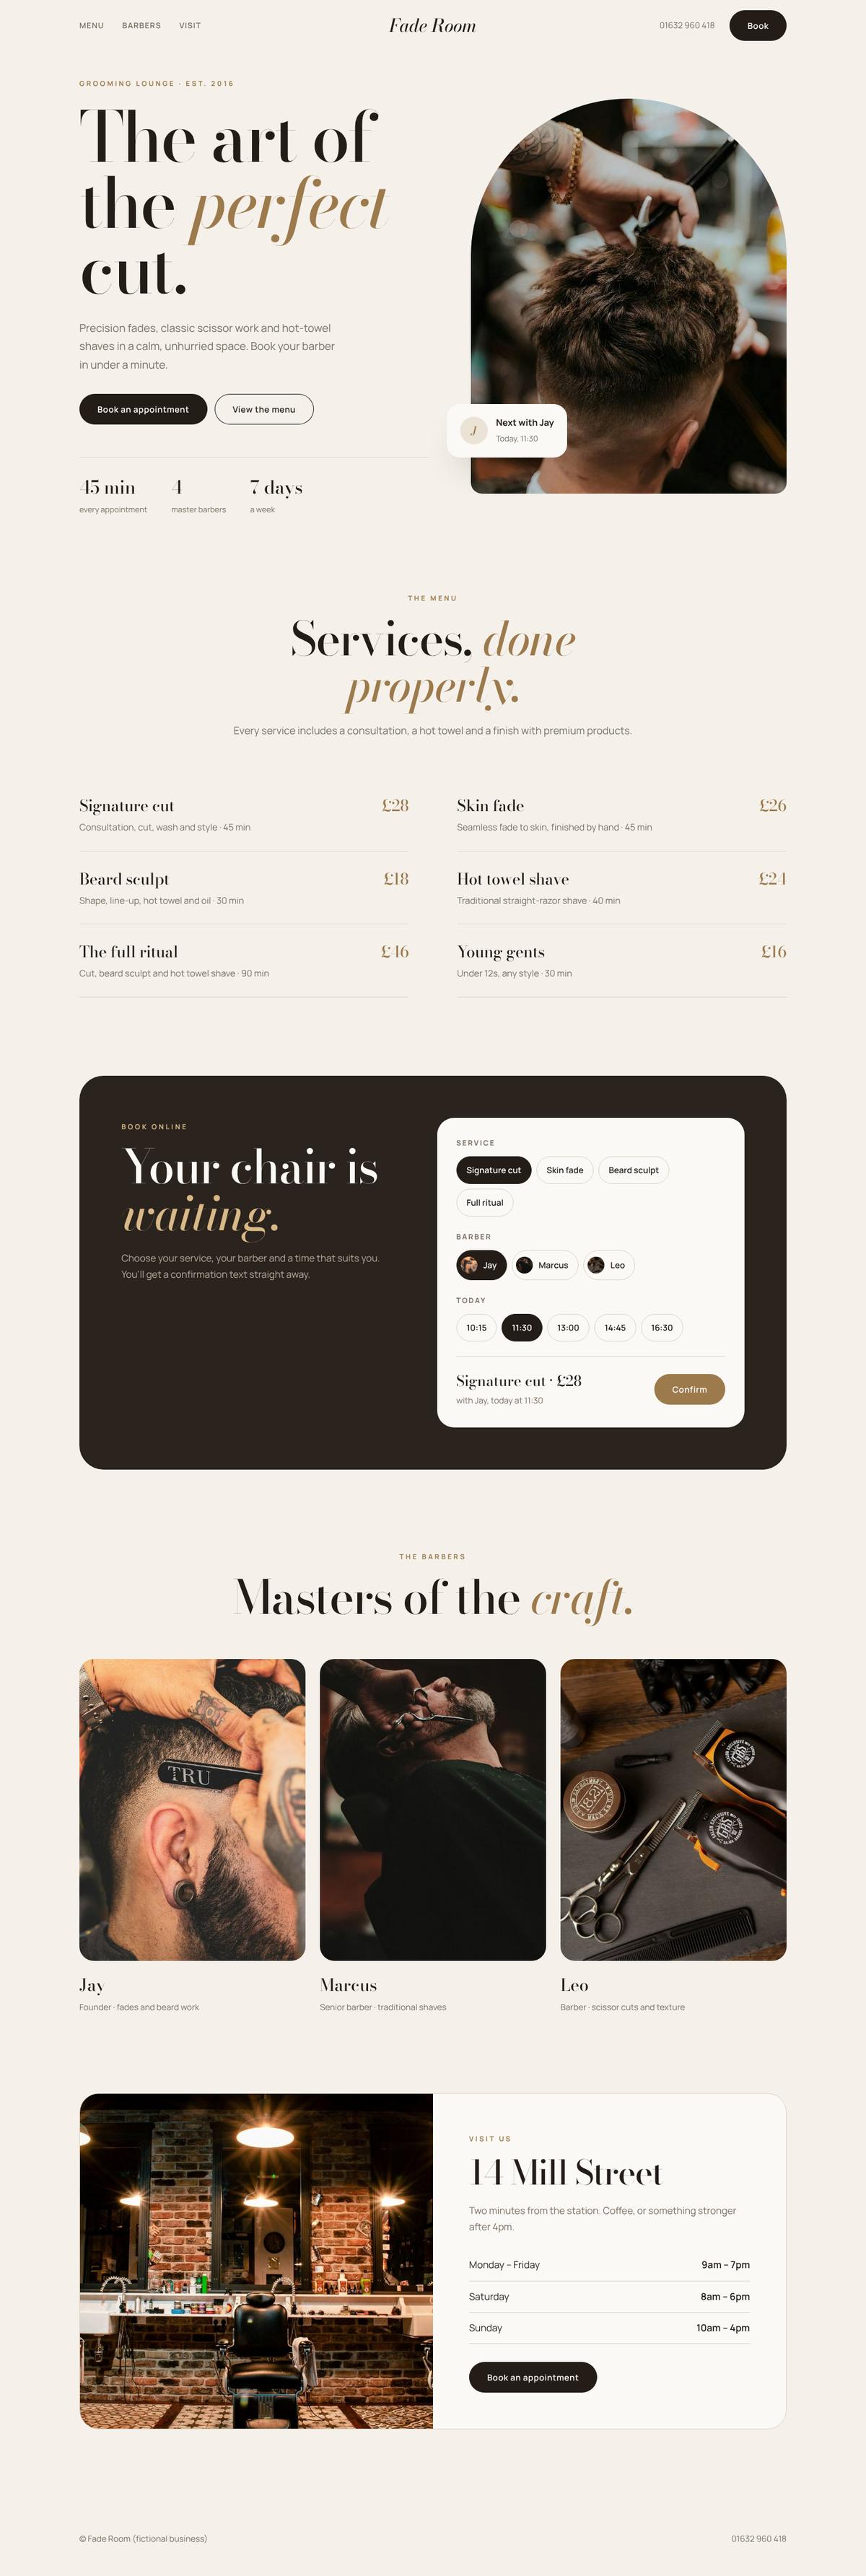 MENU BARBERS VISIT
Fade Room
01632 960 418
Book
GROOMING LOUNGE · EST. 2016
The art of
the perfect
cut.
Precision fades, classic scissor work and hot-towel
shaves in a calm, unhurried space. Book your barber
in under a minute.
Book an appointment
View the menu
J
Next with Jay
Today, 11:30
45 min
every appointment
4
master barbers
7 days
a week
THE MENU
Services, done
properly.
Every service includes a consultation, a hot towel and a finish with premium products.
Signature cut £28
Consultation, cut, wash and style · 45 min
Skin fade £26
Seamless fade to skin, finished by hand · 45 min
Beard sculpt £18
Shape, line-up, hot towel and oil · 30 min
Hot towel shave £24
Traditional straight-razor shave · 40 min
The full ritual £46
Cut, beard sculpt and hot towel shave · 90 min
Young gents £16
Under 12s, any style · 30 min
BOOK ONLINE
Your chair is
waiting.
Choose your service, your barber and a time that suits you.
You'll get a confirmation text straight away.
SERVICE
Signature cut Skin fade Beard sculpt
Full ritual
BARBER
Jay Marcus Leo
TODAY
10:15 11:30 13:00 14:45 16:30
Signature cut · £28
with Jay, today at 11:30
Confirm
THE BARBERS
Masters of the craft.
TRU
Jay
Founder · fades and beard work
Marcus
Senior barber · traditional shaves
Leo
Barber · scissor cuts and texture
VISIT US
14 Mill Street
Two minutes from the station. Coffee, or something stronger
after 4pm.
Monday – Friday 9am – 7pm
Saturday 8am – 6pm
Sunday 10am – 4pm
Book an appointment
© Fade Room (fictional business)
01632 960 418